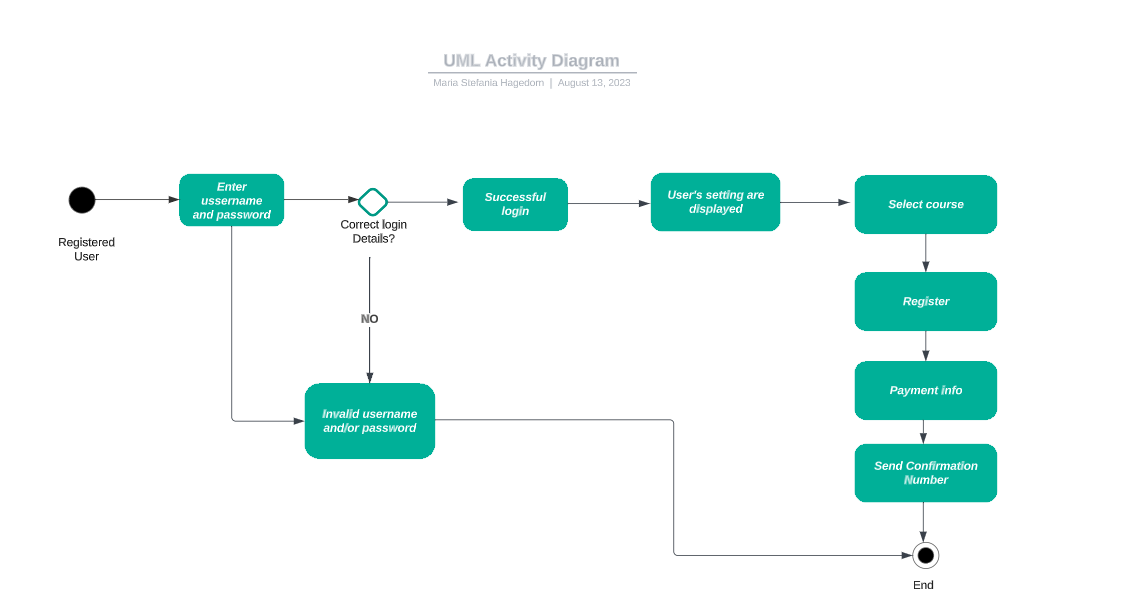 UML Activity Diagram
Maria Stefania Hagedorn | August 13, 2023
Enter
ussername
and password
Successful
login
User's setting are
displayed
Select course
Correct login
Details?
Registered
User
Register
NO
Payment info
Invalid username
and/or password
Send Confirmation
Number
End